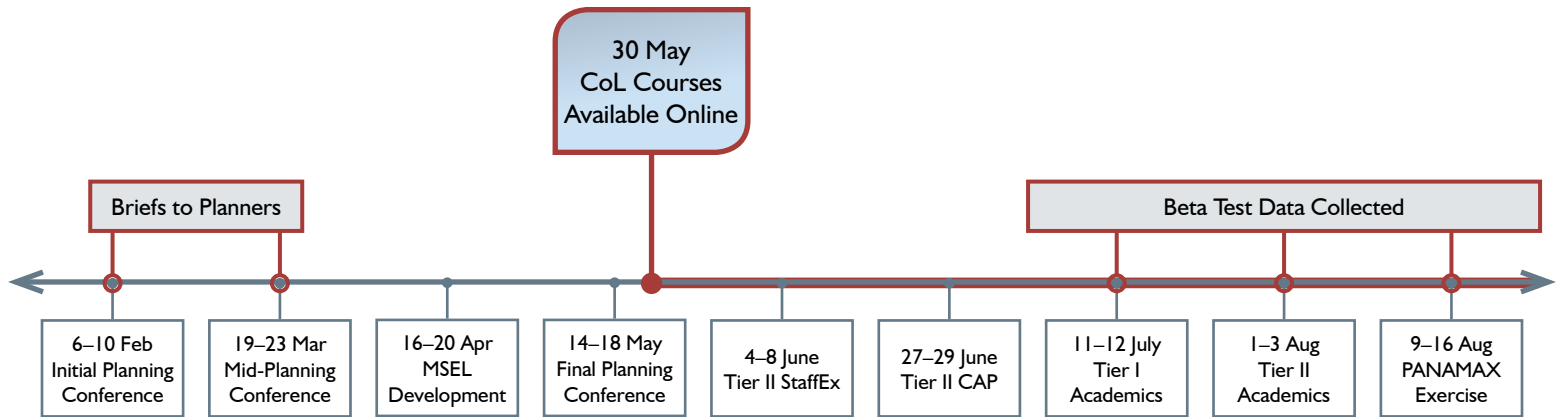 30 May
CoL Courses
Available Online
Briefs to Planners
Beta Test Data Collected
6–10 Feb
Initial Planning
Conference
19–23 Mar
Mid-Planning
Conference
16–20 Apr
MSEL
Development
14–18 May
Final Planning
Conference
4–8 June
Tier II StaffEx
27–29 June
Tier II CAP
11–12 July
Tier I
Academics
1–3 Aug
Tier II
Academics
9–16 Aug
PANAMAX
Exercise